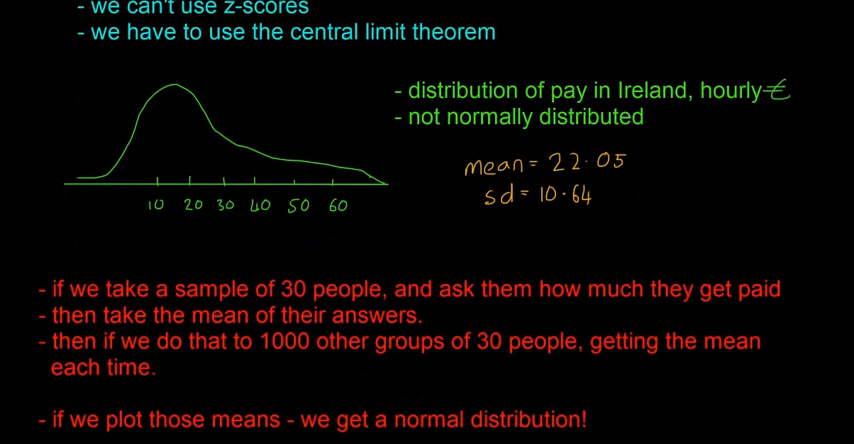 - we can't use z-scores
- we have to use the central limit theorem
- distribution of pay in Ireland, hourly €
- not normally distributed
mean = 22.05
sd = 10.64
10 20 30 40 50 60
- if we take a sample of 30 people, and ask them how much they get paid
- then take the mean of their answers.
- then if we do that to 1000 other groups of 30 people, getting the mean
each time.
- if we plot those means - we get a normal distribution!